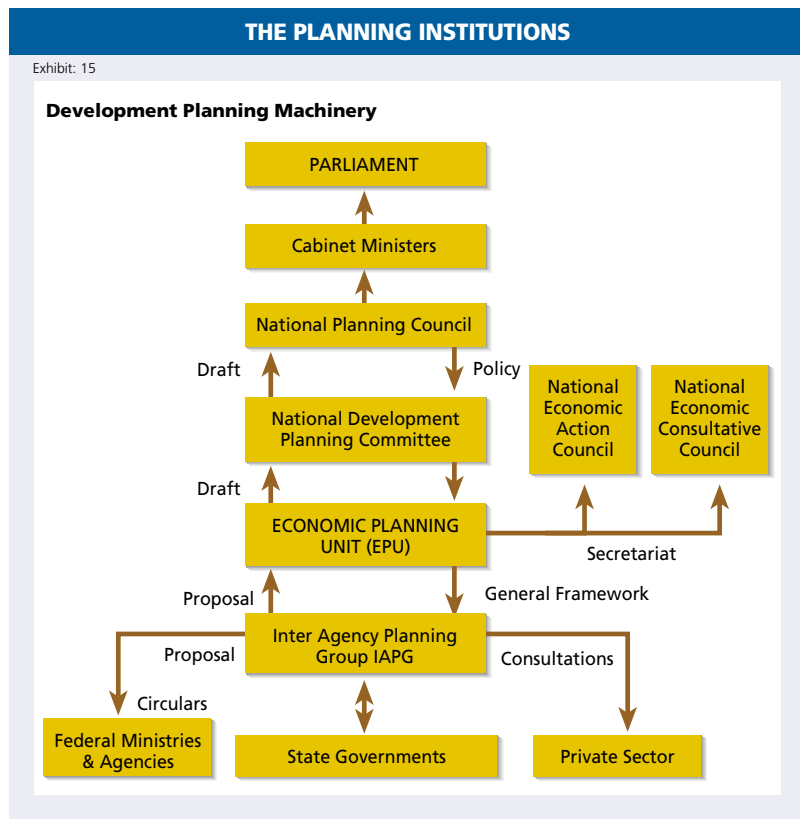 THE PLANNING INSTITUTIONS
Exhibit: 15
Development Planning Machinery
PARLIAMENT
Cabinet Ministers
National Planning Council
Draft
Policy
National
Economic
Action
Council
National
Economic
Consultative
Council
National Development
Planning Committee
Draft
ECONOMIC PLANNING
UNIT (EPU)
Secretariat
Proposal
General Framework
Inter Agency Planning
Group IAPG
Proposal
Consultations
Circulars
Federal Ministries
& Agencies
State Governments
Private Sector